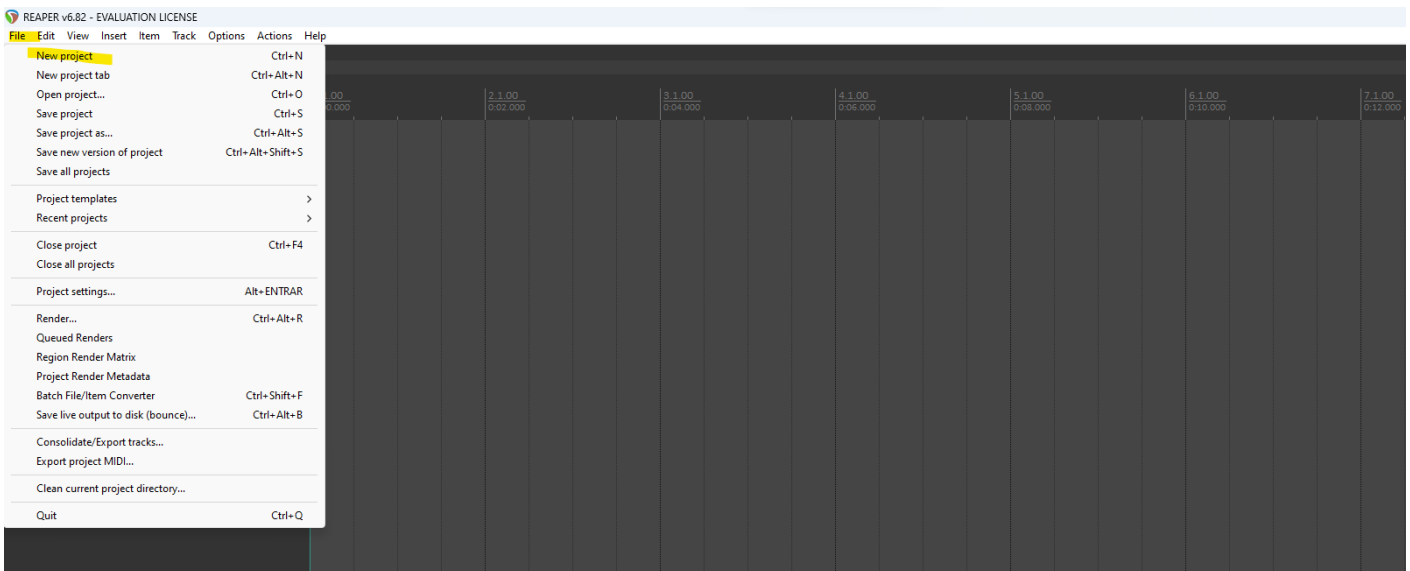 REAPER v6.82 - EVALUATION LICENSE
File Edit View Insert Item Track Options Actions Help
New project Ctrl+N
New project tab Ctrl+Alt+N
Open project... Ctrl+O
Save project Ctrl+S
Save project as... Ctrl+Alt+S
Save new version of project Ctrl+Alt+Shift+S
Save all projects
Project templates
Recent projects
Close project Ctrl+F4
Close all projects
Project settings... Alt+ENTRAR
Render... Ctrl+Alt+R
Queued Renders
Region Render Matrix
Project Render Metadata
Batch File/Item Converter Ctrl+Shift+F
Save live output to disk (bounce)... Ctrl+Alt+B
Consolidate/Export tracks...
Export project MIDI...
Clean current project directory...
Quit Ctrl+Q
.00 2.1.00 3.1.00 4.1.00 5.1.00 6.1.00 7.1.00
0.000 0:02.000 0:04.000 0:06.000 0:08.000 0:10.000 0:12.000